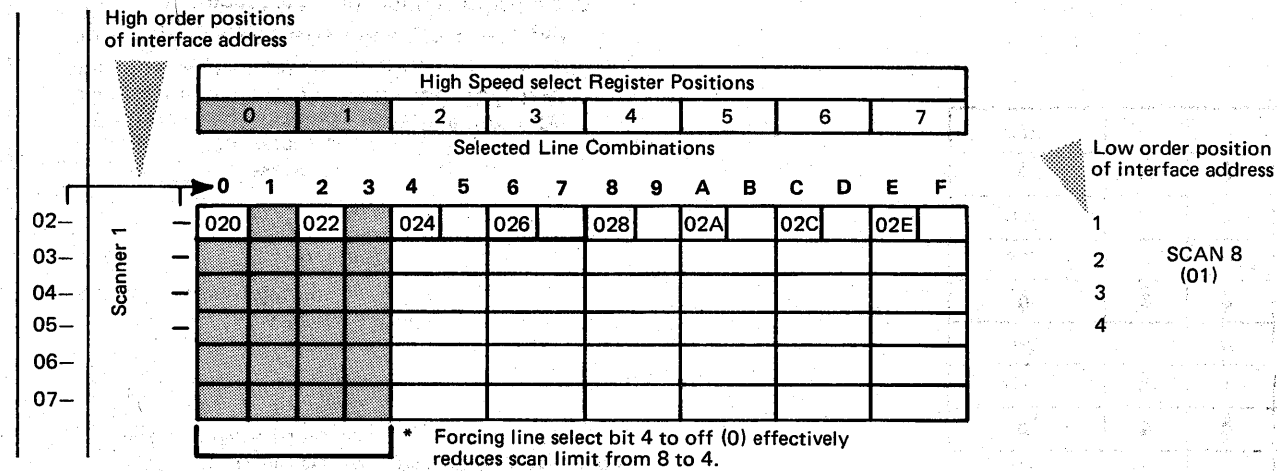 High order positions
of interface address
High Speed select Register Positions
0 1 2 3 4 5 6 7
Selected Line Combinations
Low order position
of interface address
0 1 2 3 4 5 6 7 8 9 A B C D E F
02–
020 022 024 026 028 02A 02C 02E
1
03–
2
SCAN 8
(01)
04–
3
05–
4
06–
07–
Scanner 1
* Forcing line select bit 4 to off (0) effectively
reduces scan limit from 8 to 4.